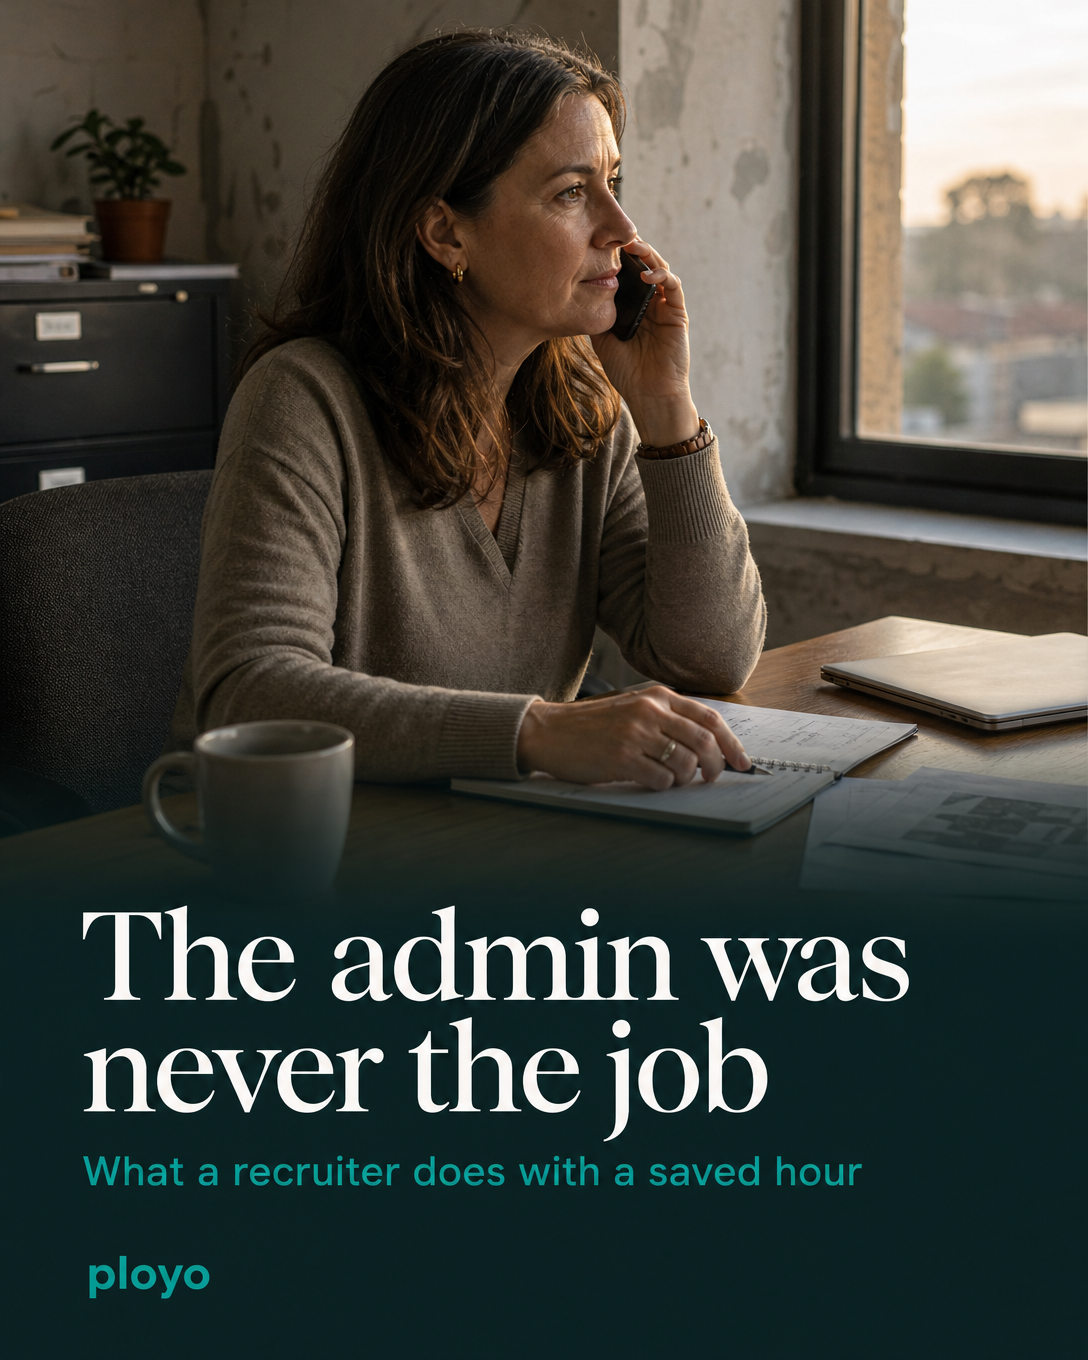 The admin was
never the job
What a recruiter does with a saved hour
ployo